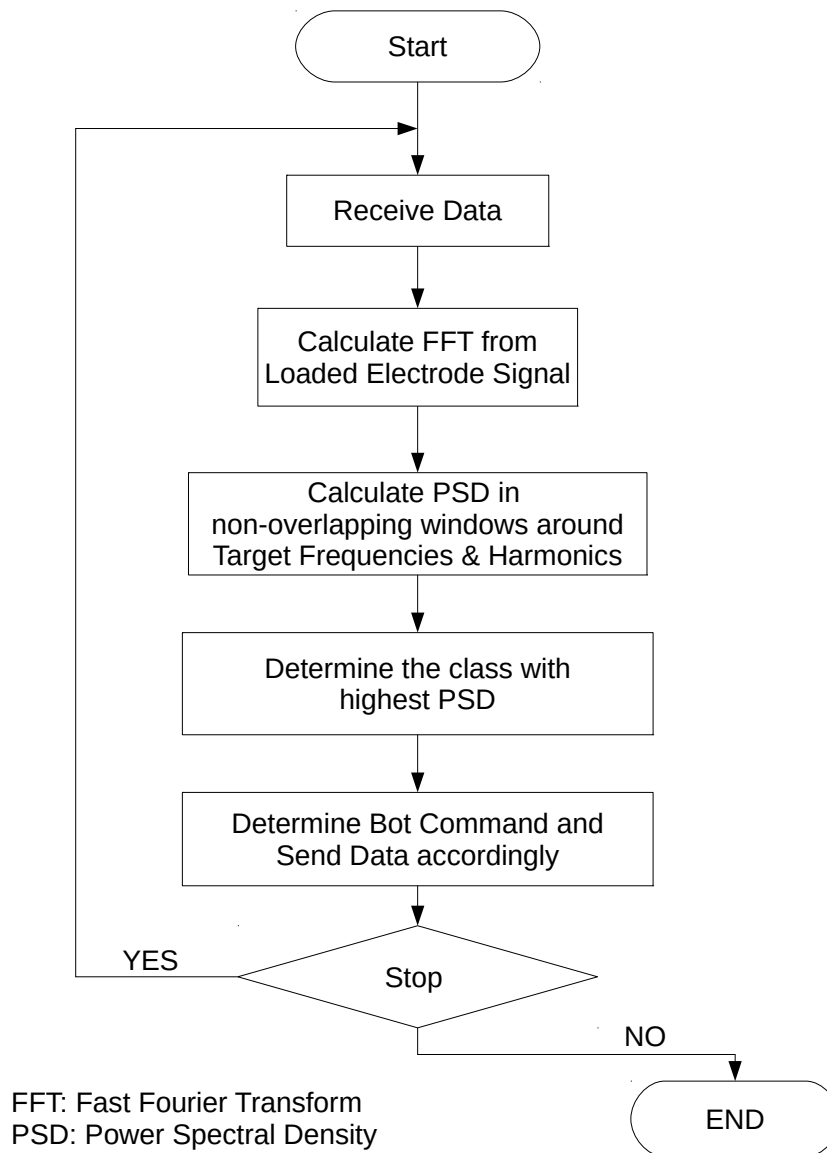 Start
Receive Data
Calculate FFT from
Loaded Electrode Signal
Calculate PSD in
non-overlapping windows around
Target Frequencies & Harmonics
Determine the class with
highest PSD
Determine Bot Command and
Send Data accordingly
YES
Stop
NO
END
FFT: Fast Fourier Transform
PSD: Power Spectral Density